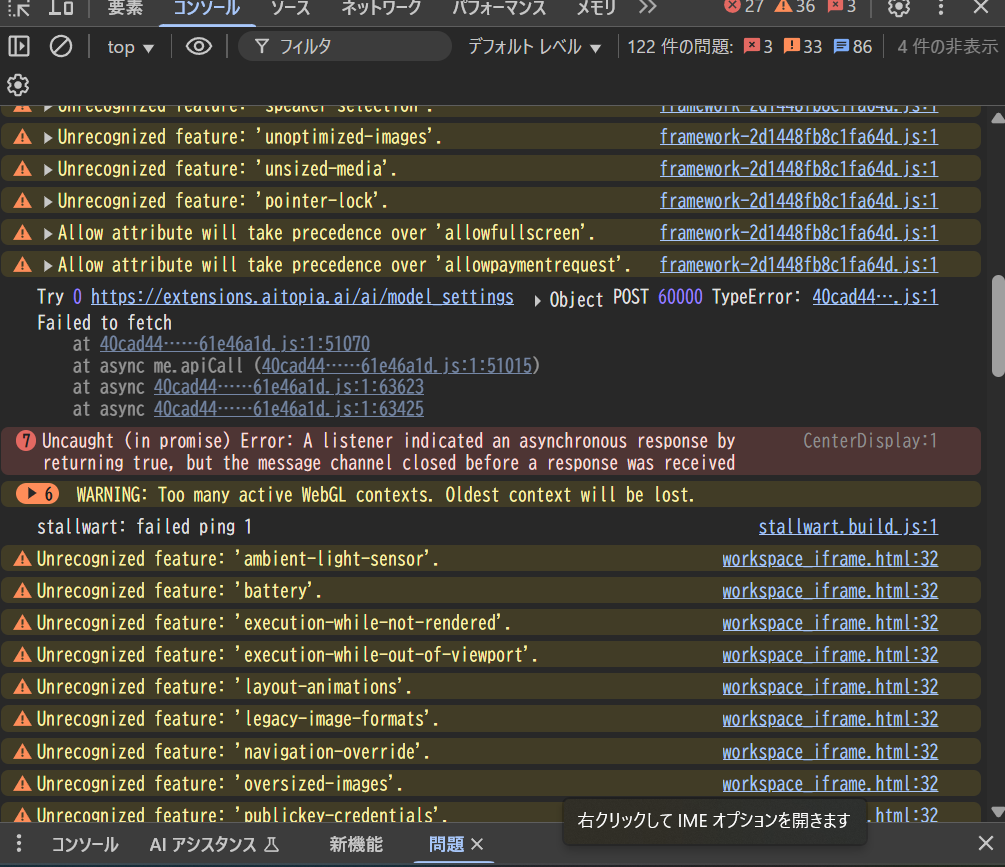 要素 コンソール ソース ネットワーク パフォーマンス メモリ 27 36 3
top フィルタ デフォルト レベル 122 件の問題: 3 33 86 4 件の非表示
Unrecognized feature: 'speaker-selection'. framework-2d1448fb8c1fa64d.js:1
Unrecognized feature: 'unoptimized-images'. framework-2d1448fb8c1fa64d.js:1
Unrecognized feature: 'unsized-media'. framework-2d1448fb8c1fa64d.js:1
Unrecognized feature: 'pointer-lock'. framework-2d1448fb8c1fa64d.js:1
Allow attribute will take precedence over 'allowfullscreen'. framework-2d1448fb8c1fa64d.js:1
Allow attribute will take precedence over 'allowpaymentrequest'. framework-2d1448fb8c1fa64d.js:1
Try 0 https://extensions.aitopia.ai/ai/model_settings Object POST 60000 TypeError: 40cad44….js:1
Failed to fetch
at 40cad44……61e46a1d.js:1:51070
at async me.apiCall (40cad44……61e46a1d.js:1:51015)
at async 40cad44……61e46a1d.js:1:63623
at async 40cad44……61e46a1d.js:1:63425
7 Uncaught (in promise) Error: A listener indicated an asynchronous response by CenterDisplay:1
returning true, but the message channel closed before a response was received
6 WARNING: Too many active WebGL contexts. Oldest context will be lost.
stallwart: failed ping 1 stallwart.build.js:1
Unrecognized feature: 'ambient-light-sensor'. workspace_iframe.html:32
Unrecognized feature: 'battery'. workspace_iframe.html:32
Unrecognized feature: 'execution-while-not-rendered'. workspace_iframe.html:32
Unrecognized feature: 'execution-while-out-of-viewport'. workspace_iframe.html:32
Unrecognized feature: 'layout-animations'. workspace_iframe.html:32
Unrecognized feature: 'legacy-image-formats'. workspace_iframe.html:32
Unrecognized feature: 'navigation-override'. workspace_iframe.html:32
Unrecognized feature: 'oversized-images'. workspace_iframe.html:32
Unrecognized feature: 'publickey-credentials'. .html:32
右クリックして IME オプションを開きます
コンソール AI アシスタンス 新機能 問題